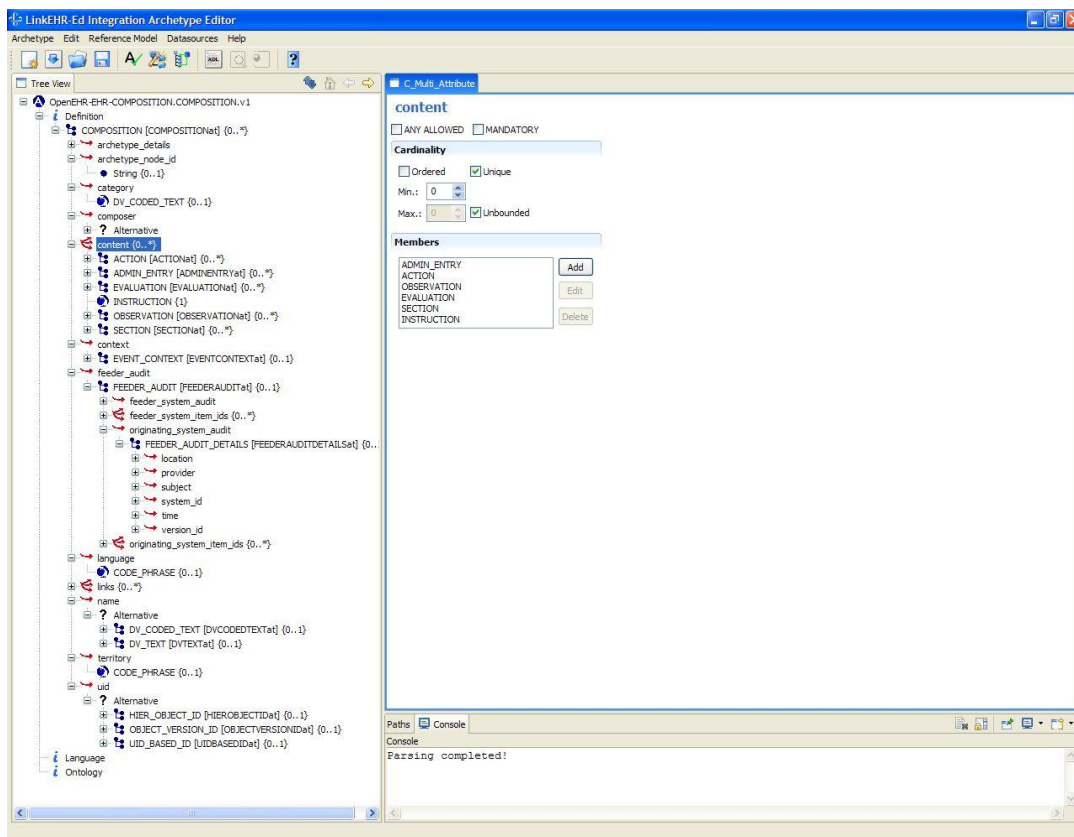 LinkEHR-Ed Integration Archetype Editor
Archetype Edit Reference Model Datasources Help
ADL
Tree View
OpenEHR-EHR-COMPOSITION.COMPOSITION.v1
Definition
COMPOSITION [COMPOSITIONat] {0..*}
archetype_details
archetype_node_id
String {0..1}
category
DV_CODED_TEXT {0..1}
composer
? Alternative
content {0..*}
ACTION [ACTIONat] {0..*}
ADMIN_ENTRY [ADMINENTRYat] {0..*}
EVALUATION [EVALUATIONat] {0..*}
INSTRUCTION {1}
OBSERVATION [OBSERVATIONat] {0..*}
SECTION [SECTIONat] {0..*}
context
EVENT_CONTEXT [EVENTCONTEXTat] {0..1}
feeder_audit
FEEDER_AUDIT [FEEDERAUDITat] {0..1}
feeder_system_audit
feeder_system_item_ids {0..*}
originating_system_audit
FEEDER_AUDIT_DETAILS [FEEDERAUDITDETAILSat] {0..
location
provider
subject
system_id
time
version_id
originating_system_item_ids {0..*}
language
CODE_PHRASE {0..1}
links {0..*}
name
? Alternative
DV_CODED_TEXT [DVCODEDTEXTat] {0..1}
DV_TEXT [DVTEXTat] {0..1}
territory
CODE_PHRASE {0..1}
uid
? Alternative
HIER_OBJECT_ID [HIEROBJECTIDat] {0..1}
OBJECT_VERSION_ID [OBJECTVERSIONIDat] {0..1}
UID_BASED_ID [UIDBASEDIDat] {0..1}
Language
Ontology
C_Multi_Attribute
content
ANY ALLOWED MANDATORY
Cardinality
Ordered Unique
Min.: 0
Max.: 0 Unbounded
Members
ADMIN_ENTRY
ACTION
OBSERVATION
EVALUATION
SECTION
INSTRUCTION
Add
Edit
Delete
Paths Console
Console
Parsing completed!